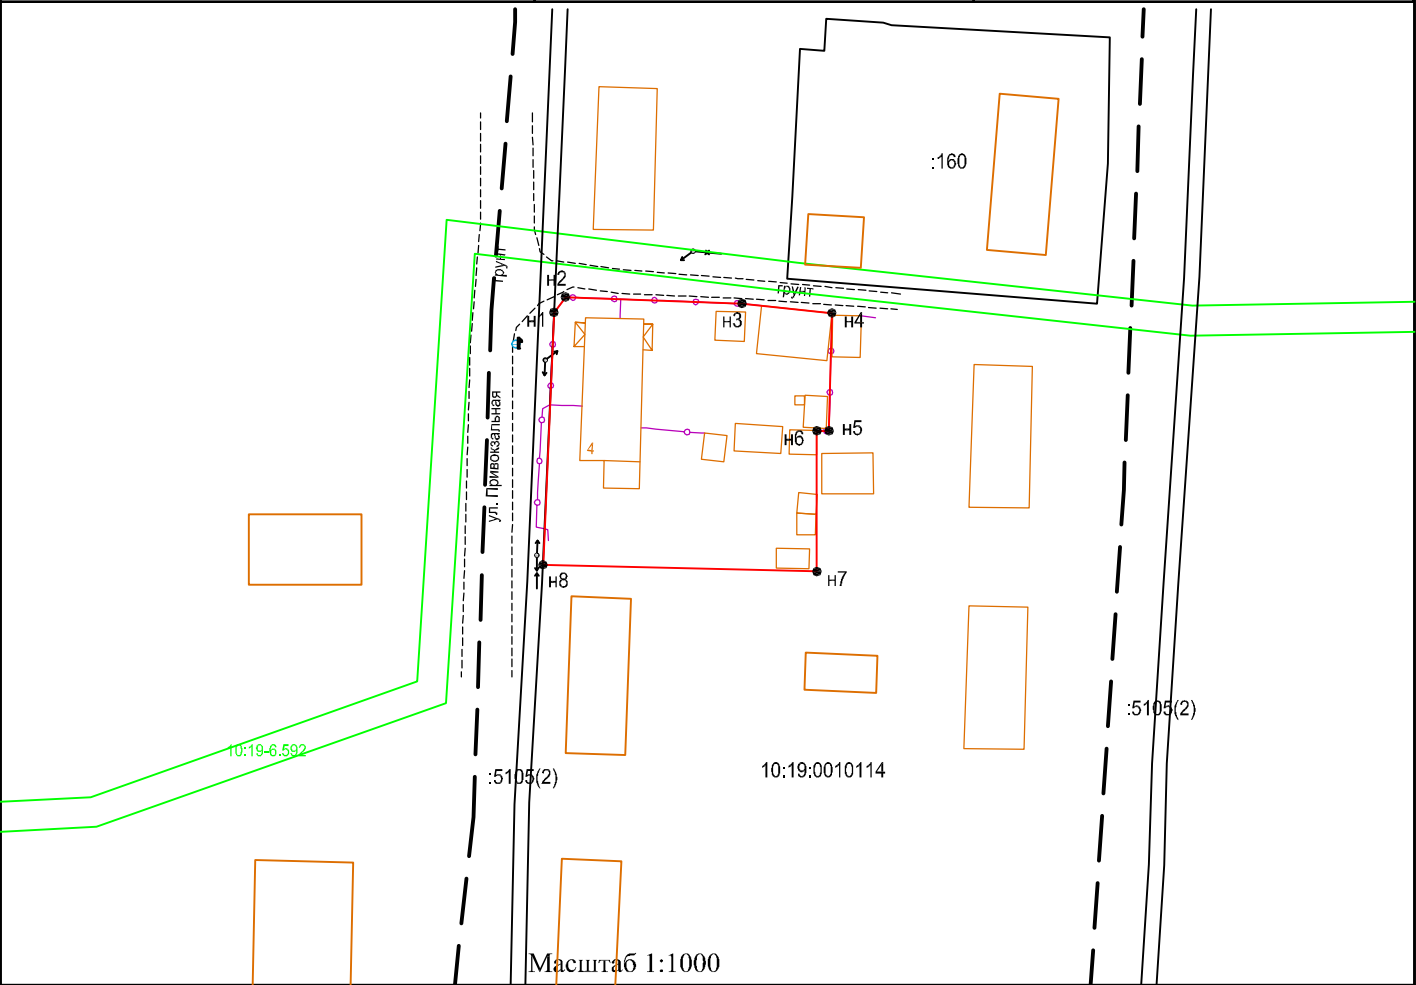 :160
грунт
н2
грунт
н1
н3
н4
ул. Привокзальная
4
н6
н5
н8
н7
:5105(2)
10:19-6.592
:5105(2)
10:19:0010114
Масштаб 1:1000